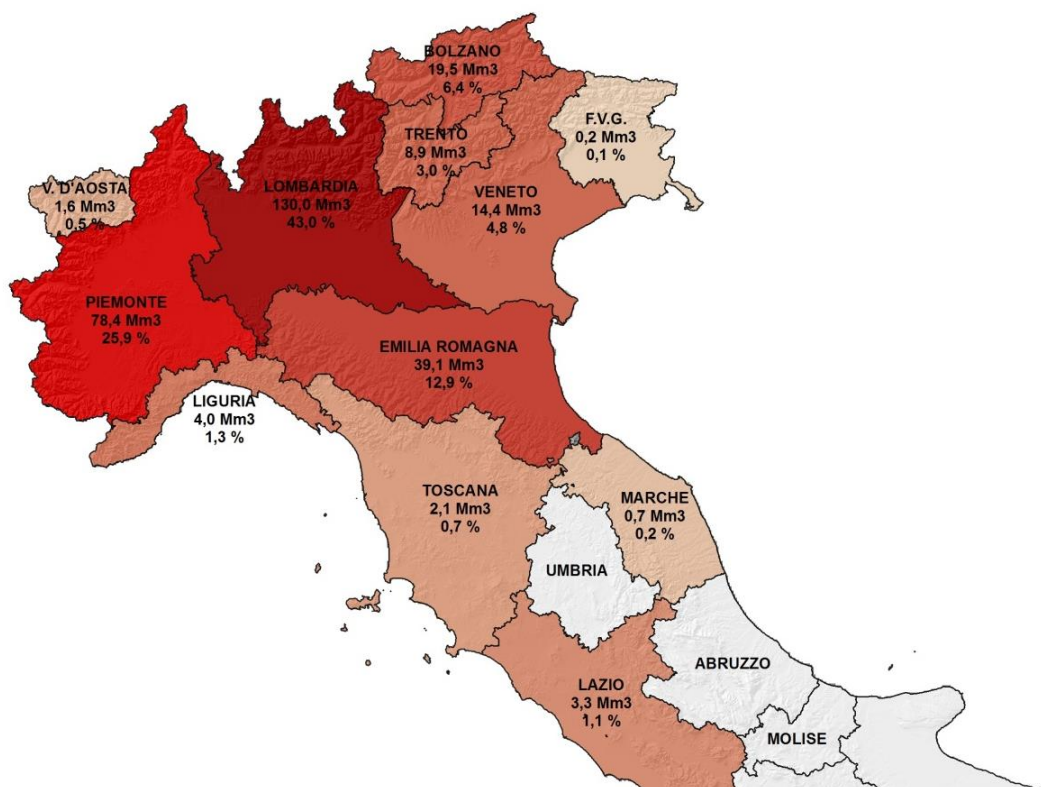 BOLZANO
19,5 Mm3
6,4 %
F.V.G.
0,2 Mm3
0,1 %
TRENTO
8,9 Mm3
3,0 %
V. D'AOSTA
1,6 Mm3
0,5 %
LOMBARDIA
130,0 Mm3
43,0 %
VENETO
14,4 Mm3
4,8 %
PIEMONTE
78,4 Mm3
25,9 %
EMILIA ROMAGNA
39,1 Mm3
12,9 %
LIGURIA
4,0 Mm3
1,3 %
TOSCANA
2,1 Mm3
0,7 %
MARCHE
0,7 Mm3
0,2 %
UMBRIA
ABRUZZO
LAZIO
3,3 Mm3
1,1 %
MOLISE